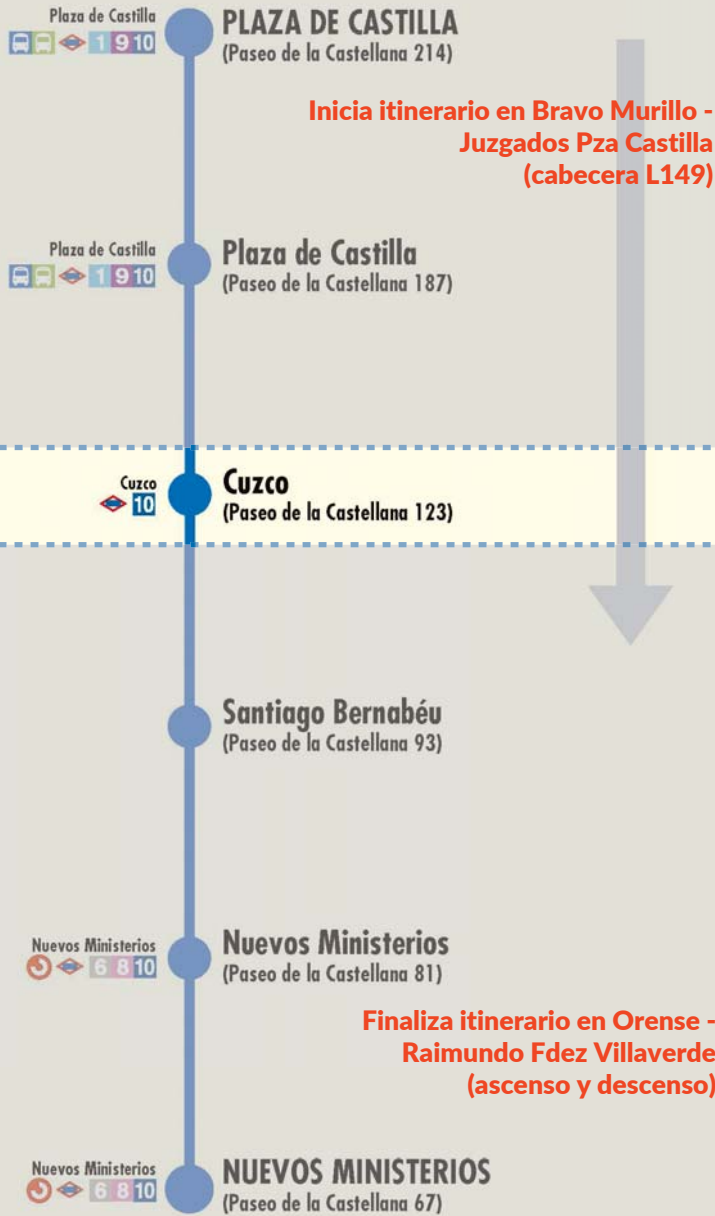 Plaza de Castilla
1 9 10
PLAZA DE CASTILLA
(Paseo de la Castellana 214)
Inicia itinerario en Bravo Murillo -
Juzgados Pza Castilla
(cabecera L149)
Plaza de Castilla
1 9 10
Plaza de Castilla
(Paseo de la Castellana 187)
Cuzco
10
Cuzco
(Paseo de la Castellana 123)
Santiago Bernabéu
(Paseo de la Castellana 93)
Nuevos Ministerios
6 8 10
Nuevos Ministerios
(Paseo de la Castellana 81)
Finaliza itinerario en Orense -
Raimundo Fdez Villaverde
(ascenso y descenso)
Nuevos Ministerios
6 8 10
NUEVOS MINISTERIOS
(Paseo de la Castellana 67)